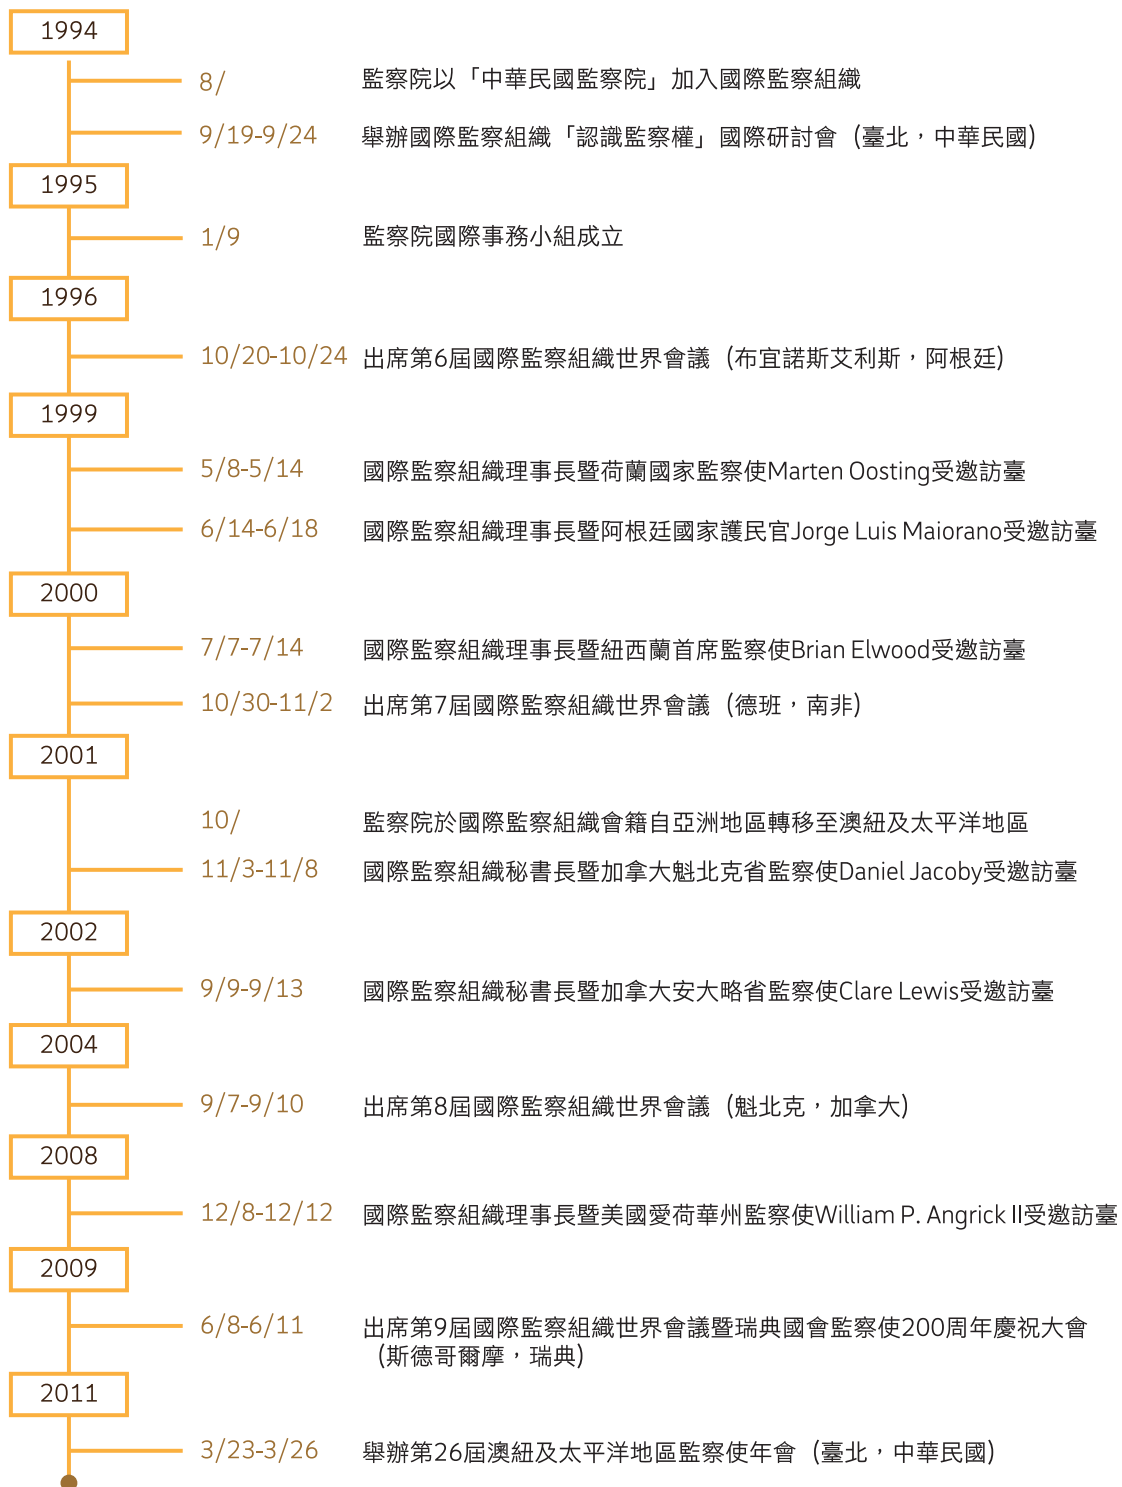 1994
8/ 監察院以「中華民國監察院」加入國際監察組織
9/19-9/24 舉辦國際監察組織「認識監察權」國際研討會（臺北，中華民國）
1995
1/9 監察院國際事務小組成立
1996
10/20-10/24 出席第6屆國際監察組織世界會議（布宜諾斯艾利斯，阿根廷）
1999
5/8-5/14 國際監察組織理事長暨荷蘭國家監察使Marten Oosting受邀訪臺
6/14-6/18 國際監察組織理事長暨阿根廷國家護民官Jorge Luis Maiorano受邀訪臺
2000
7/7-7/14 國際監察組織理事長暨紐西蘭首席監察使Brian Elwood受邀訪臺
10/30-11/2 出席第7屆國際監察組織世界會議（德班，南非）
2001
10/ 監察院於國際監察組織會籍自亞洲地區轉移至澳紐及太平洋地區
11/3-11/8 國際監察組織秘書長暨加拿大魁北克省監察使Daniel Jacoby受邀訪臺
2002
9/9-9/13 國際監察組織秘書長暨加拿大安大略省監察使Clare Lewis受邀訪臺
2004
9/7-9/10 出席第8屆國際監察組織世界會議（魁北克，加拿大）
2008
12/8-12/12 國際監察組織理事長暨美國愛荷華州監察使William P. Angrick II受邀訪臺
2009
6/8-6/11 出席第9屆國際監察組織世界會議暨瑞典國會監察使200周年慶祝大會
（斯德哥爾摩，瑞典）
2011
3/23-3/26 舉辦第26屆澳紐及太平洋地區監察使年會（臺北，中華民國）